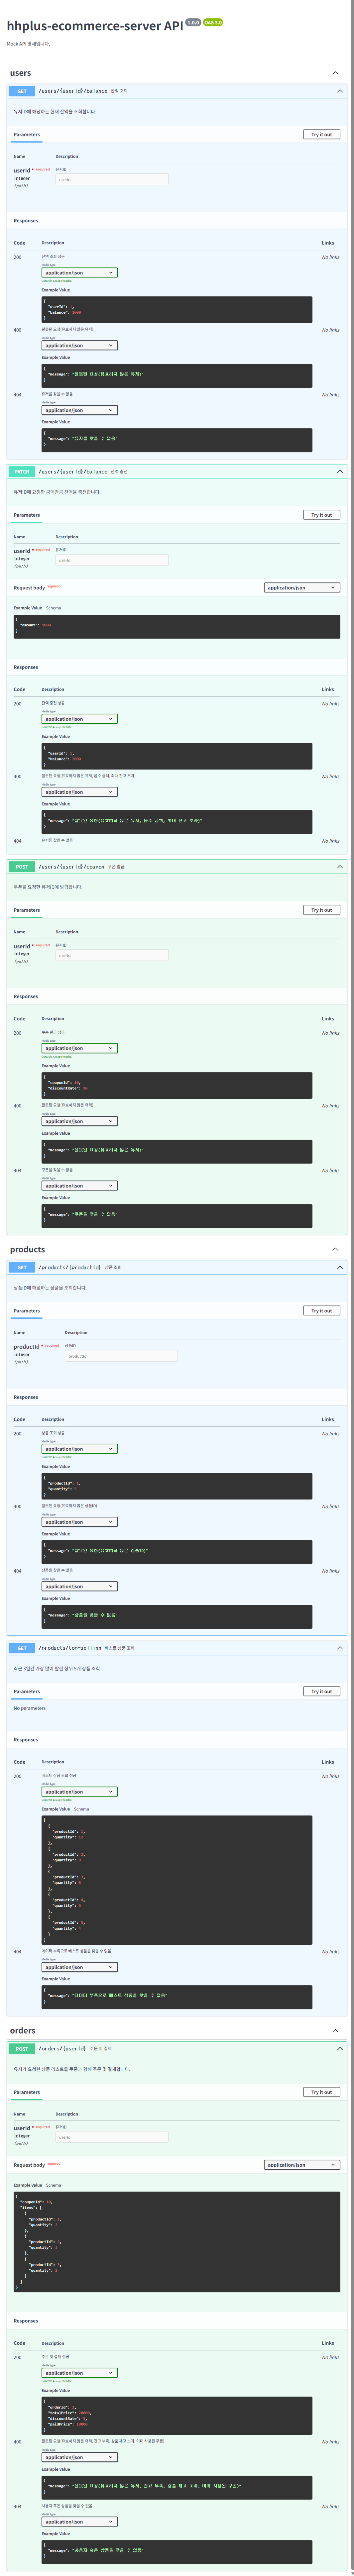 hhplus-ecommerce-server API 1.0.0 OAS 3.0
Mock API 명세입니다.
users
GET /users/{userId}/balance 잔액 조회
유저ID에 해당하는 현재 잔액을 조회합니다.
Parameters Try it out
Name Description
userId * required 유저ID
integer userId
(path)
Responses
Code Description Links
200 잔액 조회 성공 No links
Media type
application/json
Controls Accept header.
Example Value
{
"userId": 1,
"balance": 1000
}
400 잘못된 요청(유효하지 않은 유저) No links
Media type
application/json
Example Value
{
"message": "잘못된 요청(유효하지 않은 유저)"
}
404 유저를 찾을 수 없음 No links
Media type
application/json
Example Value
{
"message": "유저를 찾을 수 없음"
}
PATCH /users/{userId}/balance 잔액 충전
유저ID에 요청한 금액만큼 잔액을 충전합니다.
Parameters Try it out
Name Description
userId * required 유저ID
integer userId
(path)
Request body required application/json
Example Value Schema
{
"amount": 1000
}
Responses
Code Description Links
200 잔액 충전 성공 No links
Media type
application/json
Controls Accept header.
Example Value
{
"userId": 1,
"balance": 2000
}
400 잘못된 요청(유효하지 않은 유저, 음수 금액, 최대 잔고 초과) No links
Media type
application/json
Example Value
{
"message": "잘못된 요청(유효하지 않은 유저, 음수 금액, 최대 잔고 초과)"
}
404 유저를 찾을 수 없음 No links
POST /users/{userId}/coupon 쿠폰 발급
쿠폰을 요청한 유저ID에 발급합니다.
Parameters Try it out
Name Description
userId * required 유저ID
integer userId
(path)
Responses
Code Description Links
200 쿠폰 발급 성공 No links
Media type
application/json
Controls Accept header.
Example Value
{
"couponId":
"discountRate":
}
400 잘못된 요청(유효하지 않은 유저) No links
Media type
application/json
Example Value
{
"message": "잘못된 요청(유효하지 않은 유저)"
}
404 쿠폰을 찾을 수 없음 No links
Media type
application/json
Example Value
{
"message": "쿠폰을 찾을 수 없음"
}
products
GET /products/{productId} 상품 조회
상품ID에 해당하는 상품을 조회합니다.
Parameters Try it out
Name Description
productId * required 상품ID
integer productId
(path)
Responses
Code Description Links
200 상품 조회 성공 No links
Media type
application/json
Controls Accept header.
Example Value
{
"productId": 1,
"quantity": 5
}
400 잘못된 요청(유효하지 않은 상품ID) No links
Media type
application/json
Example Value
{
"message": "잘못된 요청(유효하지 않은 상품ID)"
}
404 상품을 찾을 수 없음 No links
Media type
application/json
Example Value
{
"message": "상품을 찾을 수 없음"
}
GET /products/top-selling 베스트 상품 조회
최근 3일간 가장 많이 팔린 상위 5개 상품 조회
Parameters Try it out
No parameters
Responses
Code Description Links
200 베스트 상품 조회 성공 No links
Media type
application/json
Controls Accept header.
Example Value Schema
[
{
"productId": 1,
"quantity":
},
{
"productId": 2,
"quantity":
},
{
"productId": 3,
"quantity":
},
{
"productId": 4,
"quantity":
},
{
"productId": 5,
"quantity":
}
]
404 데이터 부족으로 베스트 상품을 찾을 수 없음 No links
Media type
application/json
Example Value
{
"message": "데이터 부족으로 베스트 상품을 찾을 수 없음"
}
orders
POST /orders/{userId} 주문 및 결제
유저가 요청한 상품 리스트를 쿠폰과 함께 주문 및 결제합니다.
Parameters Try it out
Name Description
userId * required 유저ID
integer userId
(path)
Request body required application/json
Example Value Schema
{
"couponId":
"items": [
{
"productId": 1,
"quantity":
},
{
"productId": 2,
"quantity":
},
{
"productId": 3,
"quantity":
}
]
}
Responses
Code Description Links
200 주문 및 결제 성공 No links
Media type
application/json
Controls Accept header.
Example Value
{
"orderId":
"totalPrice":
"discountRate":
"paidPrice":
}
400 잘못된 요청(유효하지 않은 유저, 잔고 부족, 상품 재고 초과, 이미 사용한 쿠폰) No links
Media type
application/json
Example Value
{
"message": "잘못된 요청(유효하지 않은 유저, 잔고 부족, 상품 재고 초과, 이미 사용한 쿠폰)"
}
404 사용자 혹은 상품을 찾을 수 없음 No links
Media type
application/json
Example Value
{
"message": "사용자 혹은 상품을 찾을 수 없음"
}